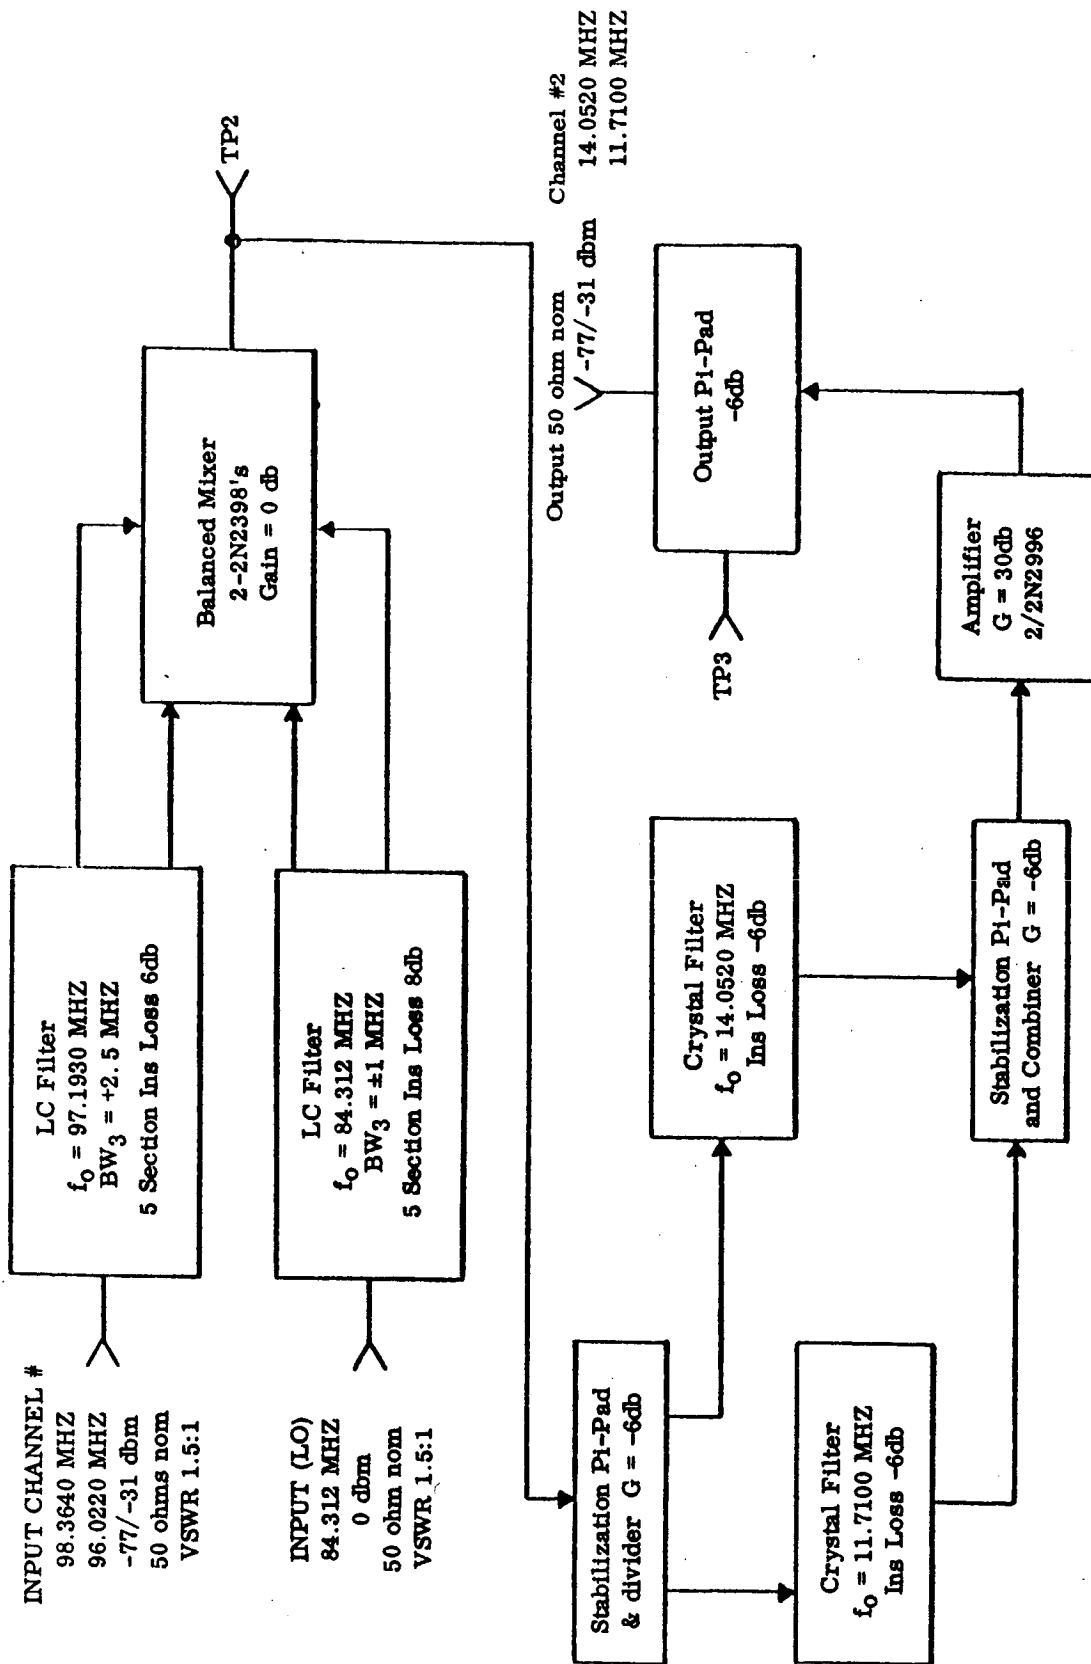 INPUT CHANNEL #
98.3640 MHZ
96.0220 MHZ
-77/-31 dbm
50 ohms nom
VSWR 1.5:1
LC Filter
fo = 97.1930 MHZ
BW3 = +2.5 MHZ
5 Section Ins Loss 6db
INPUT (LO)
84.312 MHZ
0 dbm
50 ohm nom
VSWR 1.5:1
LC Filter
fo = 84.312 MHZ
BW3 = ±1 MHZ
5 Section Ins Loss 8db
Balanced Mixer
2-2N2398's
Gain = 0 db
TP2
Stabilization Pi-Pad
& divider G = -6db
Crystal Filter
fo = 14.0520 MHZ
Ins Loss -6db
Crystal Filter
fo = 11.7100 MHZ
Ins Loss -6db
Stabilization Pi-Pad
and Combiner G = -6db
Amplifier
G = 30db
2/2N2996
TP3
Output Pi-Pad
-6db
Output 50 ohm nom
-77/-31 dbm
Channel #2
14.0520 MHZ
11.7100 MHZ